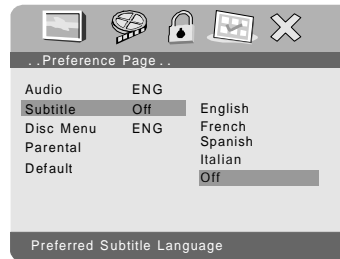 ..Preference Page..
Audio ENG
Subtitle Off
Disc Menu ENG
Parental
Default
English
French
Spanish
Italian
Off
Preferred Subtitle Language